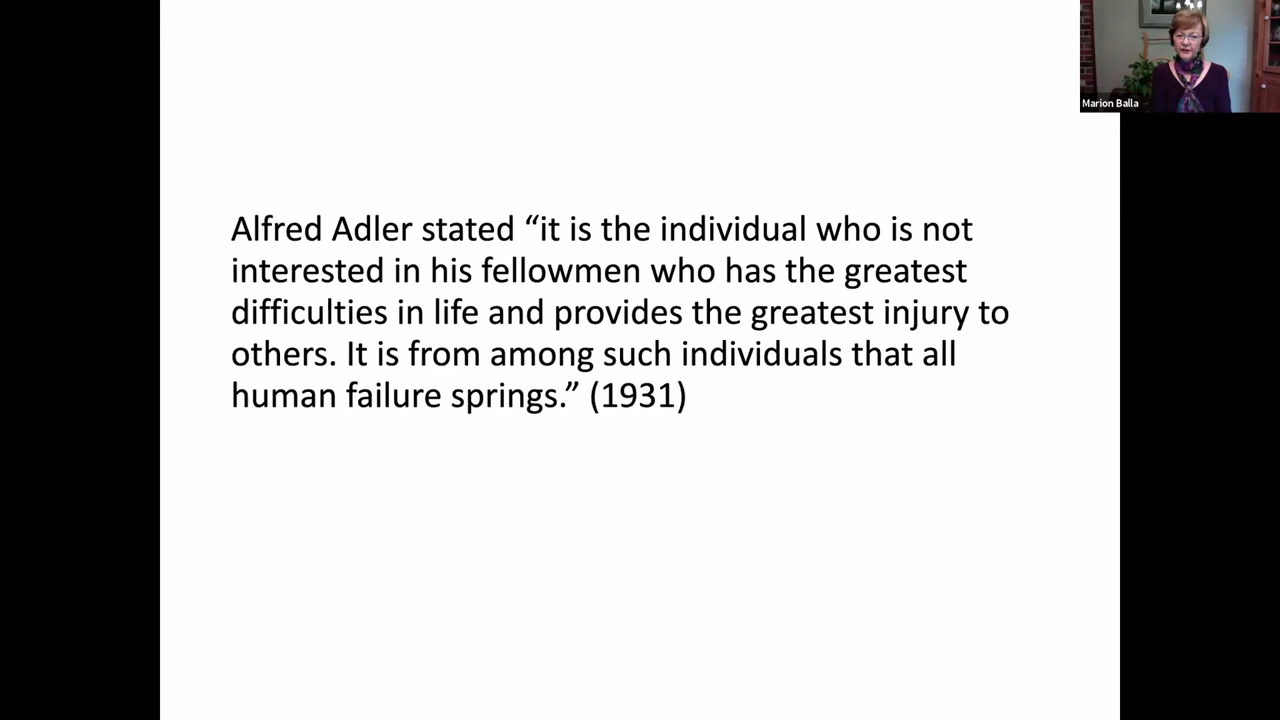 Marion Balla
Alfred Adler stated “it is the individual who is not
interested in his fellowmen who has the greatest
difficulties in life and provides the greatest injury to
others. It is from among such individuals that all
human failure springs.” (1931)